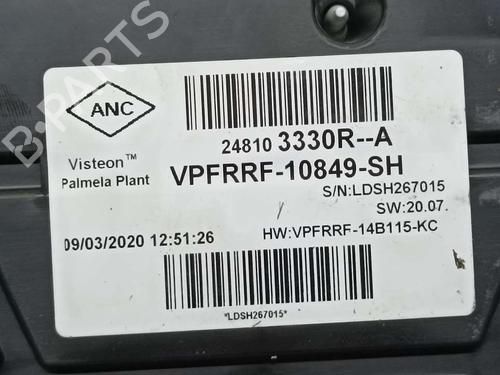 ANC
24810 3330R--A
Visteon™
Palmela Plant
VPFRRF-10849-SH
S/N:LDSH267015
SW:20.07.
09/03/2020 12:51:26
HW:VPFRRF-14B115-KC
*LDSH267015*
B-PARTS